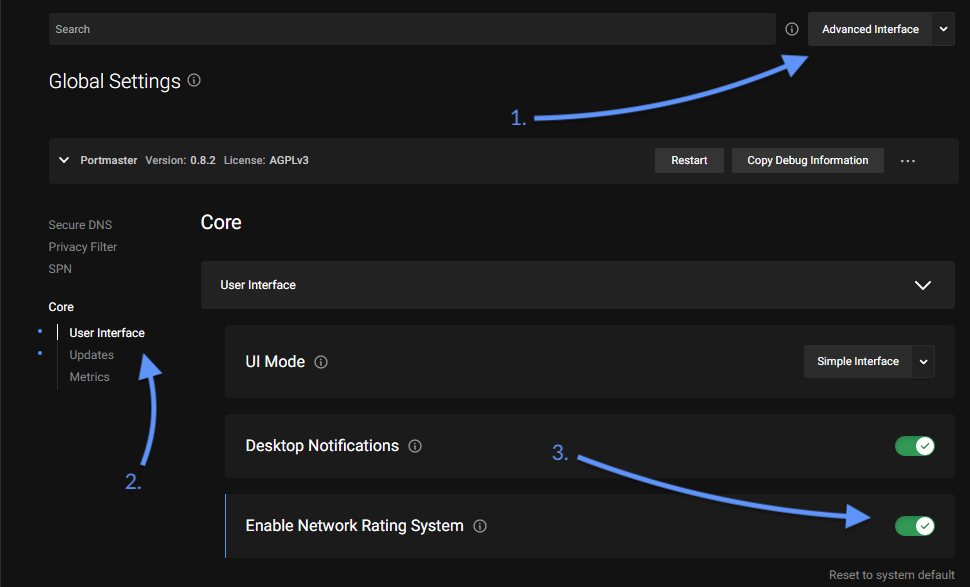 Search
Advanced Interface
Global Settings
1.
Portmaster Version: 0.8.2 License: AGPLv3
Restart
Copy Debug Information
Secure DNS
Privacy Filter
SPN
Core
User Interface
Updates
Metrics
2.
Core
User Interface
UI Mode
Simple Interface
Desktop Notifications
3.
Enable Network Rating System
Reset to system default